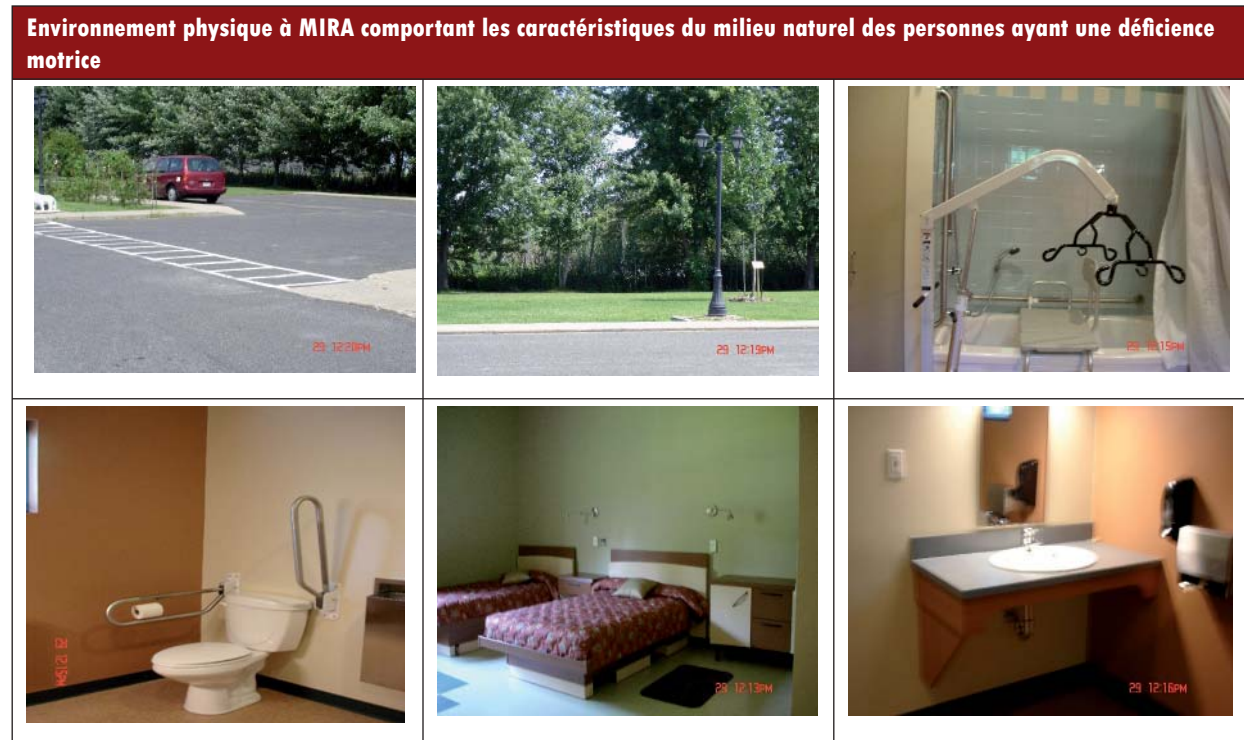 Environnement physique à MIRA comportant les caractéristiques du milieu naturel des personnes ayant une déficience
motrice
29 12:20PM
29 12:19PM
29 12:15PM
29 12:15PM
29 12:13PM
29 12:16PM